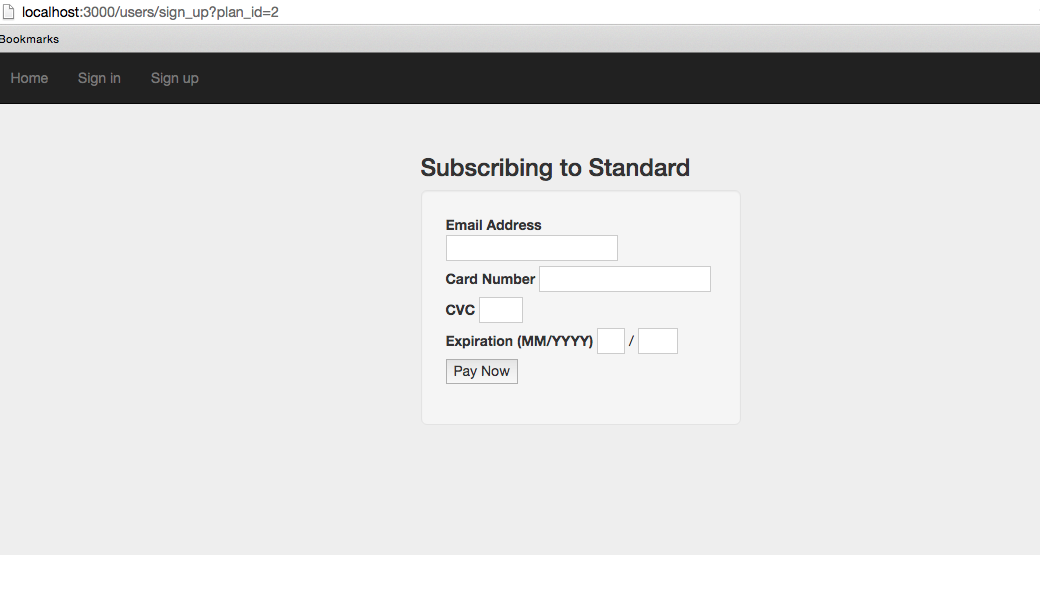 localhost:3000/users/sign_up?plan_id=2
Bookmarks
Home Sign in Sign up
Subscribing to Standard
Email Address
Card Number
CVC
Expiration (MM/YYYY) /
Pay Now